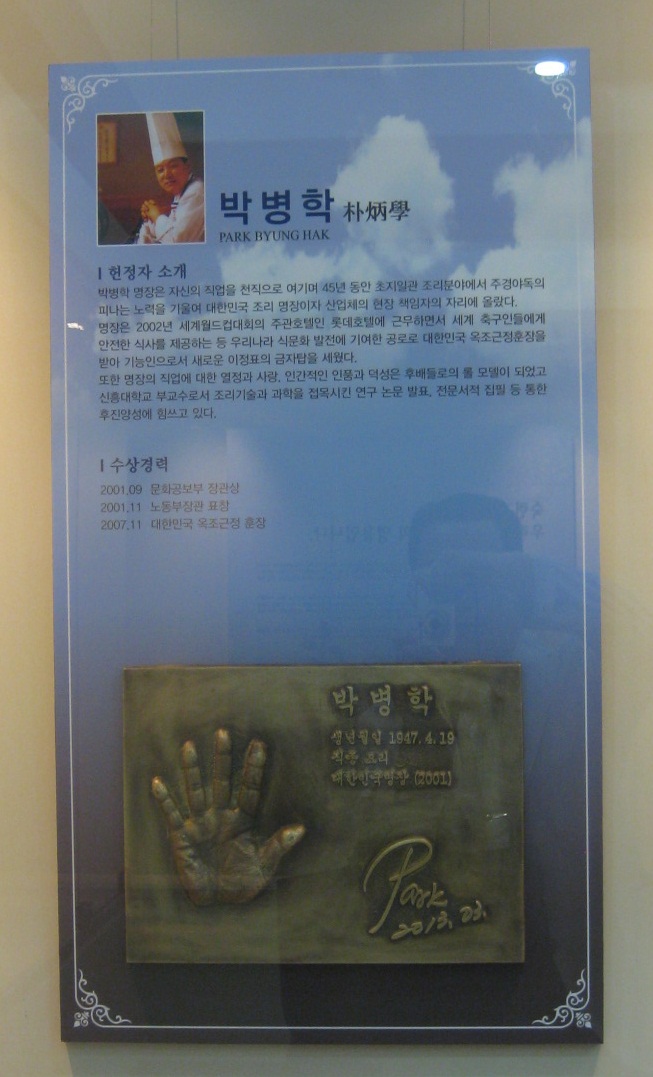 박병학 朴炳學
PARK BYUNG HAK
헌정자 소개
박병학 명장은 자신의 직업을 천직으로 여기며 45년 동안 초지일관 조리분야에서 주경야독의
피나는 노력을 기울여 대한민국 조리 명장이자 산업체의 현장 책임자의 자리에 올랐다.
명장은 2002년 세계월드컵대회의 주관호텔인 롯데호텔에 근무하면서 세계 축구인들에게
안전한 식사를 제공하는 등 우리나라 식문화 발전에 기여한 공로로 대한민국 옥조근정훈장을
받아 기능인으로서 새로운 이정표의 금자탑을 세웠다.
또한 명장의 직업에 대한 열정과 사랑, 인간적인 인품과 덕성은 후배들로의 롤 모델이 되었고
신흥대학교 부교수로서 조리기술과 과학을 접목시킨 연구 논문 발표, 전문서적 집필 등 통한
후진양성에 힘쓰고 있다.
수상경력
2001.09 문화공보부 장관상
2001.11 노동부장관 표창
2007.11 대한민국 옥조근정 훈장
박병학
생년월일 1947.4.19
직종 조리
대한민국명장 (2001)
Park
2013. 03.